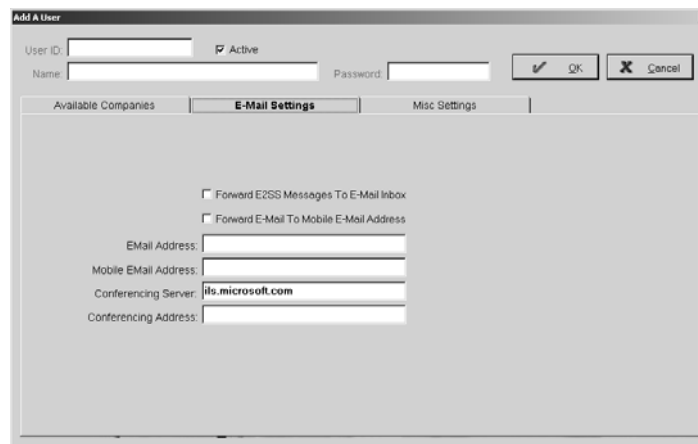 Add A User
User ID:
Active
Name:
Password:
OK
Cancel
Available Companies
E-Mail Settings
Misc Settings
Forward E2SS Messages To E-Mail Inbox
Forward E-Mail To Mobile E-Mail Address
EMail Address:
Mobile EMail Address:
Conferencing Server: ils.microsoft.com
Conferencing Address: